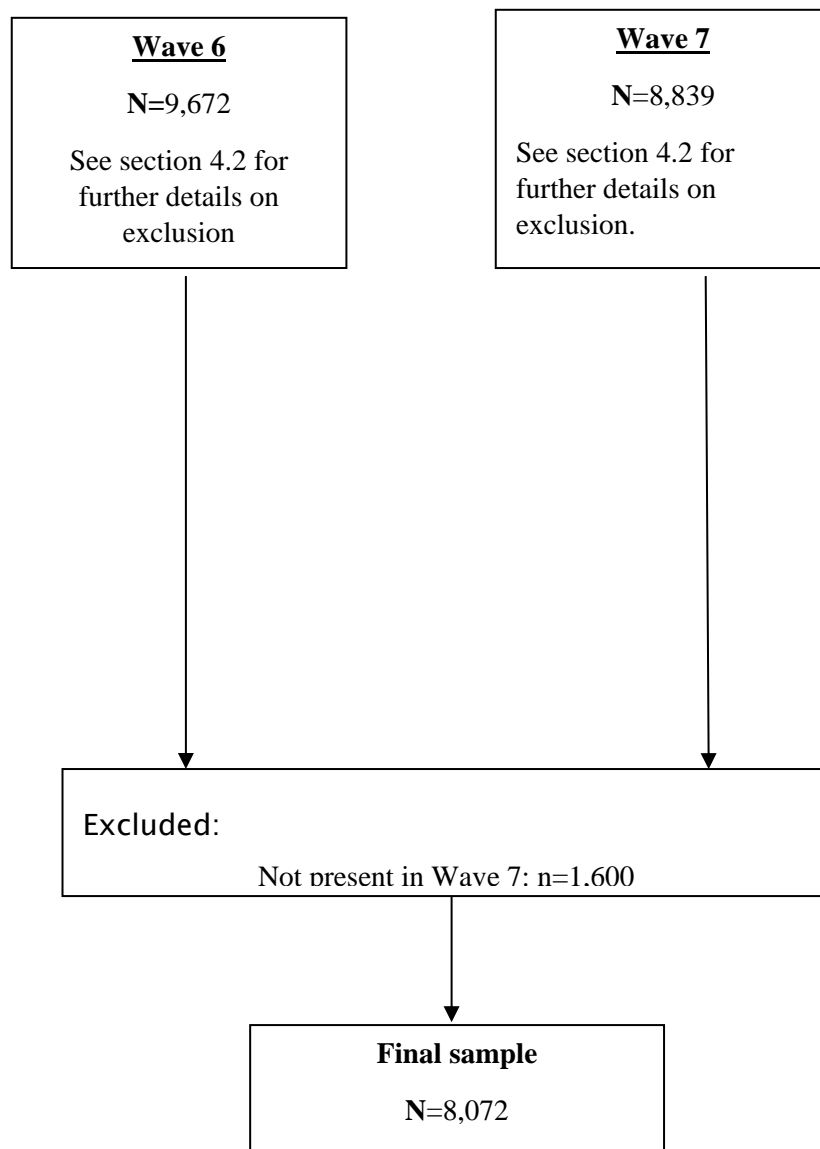 Wave 6
N=9,672
See section 4.2 for
further details on
exclusion
Wave 7
N=8,839
See section 4.2 for
further details on
exclusion.
Excluded:
Not present in Wave 7: n=1,600
Final sample
N=8,072